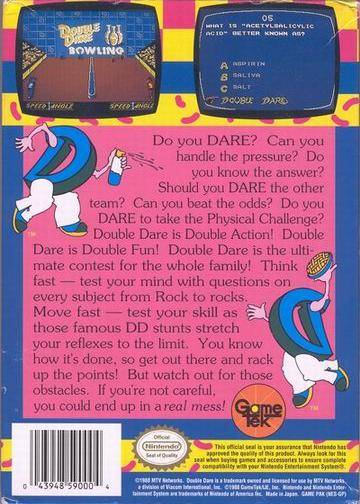 DOUBLE
DARE
BOWLING
SPEED ANGLE
SPEED ANGLE
05
WHAT IS "ACETYLSALICYLIC
ACID" BETTER KNOWN AS?
A ASPIRIN
B SALIVA
C SALT
DOUBLE DARE
Do you DARE? Can you
handle the pressure? Do
you know the answer?
Should you DARE the other
team? Can you beat the odds? Do you
DARE to take the Physical Challenge?
Double Dare is Double Action! Double
Dare is Double Fun! Double Dare is the ulti-
mate contest for the whole family! Think
fast — test your mind with questions on
every subject from Rock to rocks.
Move fast — test your skill as
those famous DD stunts stretch
your reflexes to the limit. You know
how it's done, so get out there and rack
up the points! But watch out for those
obstacles. If you're not careful,
you could end up in a real mess!
TM
TM
Game
Tek
Official
Nintendo
Seal of Quality
This official seal is your assurance that Nintendo has
approved the quality of this product. Always look for this
seal when buying games and accessories to ensure complete
compatibility with your Nintendo Entertainment System®.
0 43948 59000 4
©1988 MTV Networks. Double Dare is a trademark owned and licensed for use by MTV Networks,
a division of Viacom International, Inc. ©1988 GameTek/IJE, Inc. Nintendo and Nintendo Enter-
tainment System are trademarks of Nintendo of America Inc. Made in Japan. GAME PAK (NES-GP)